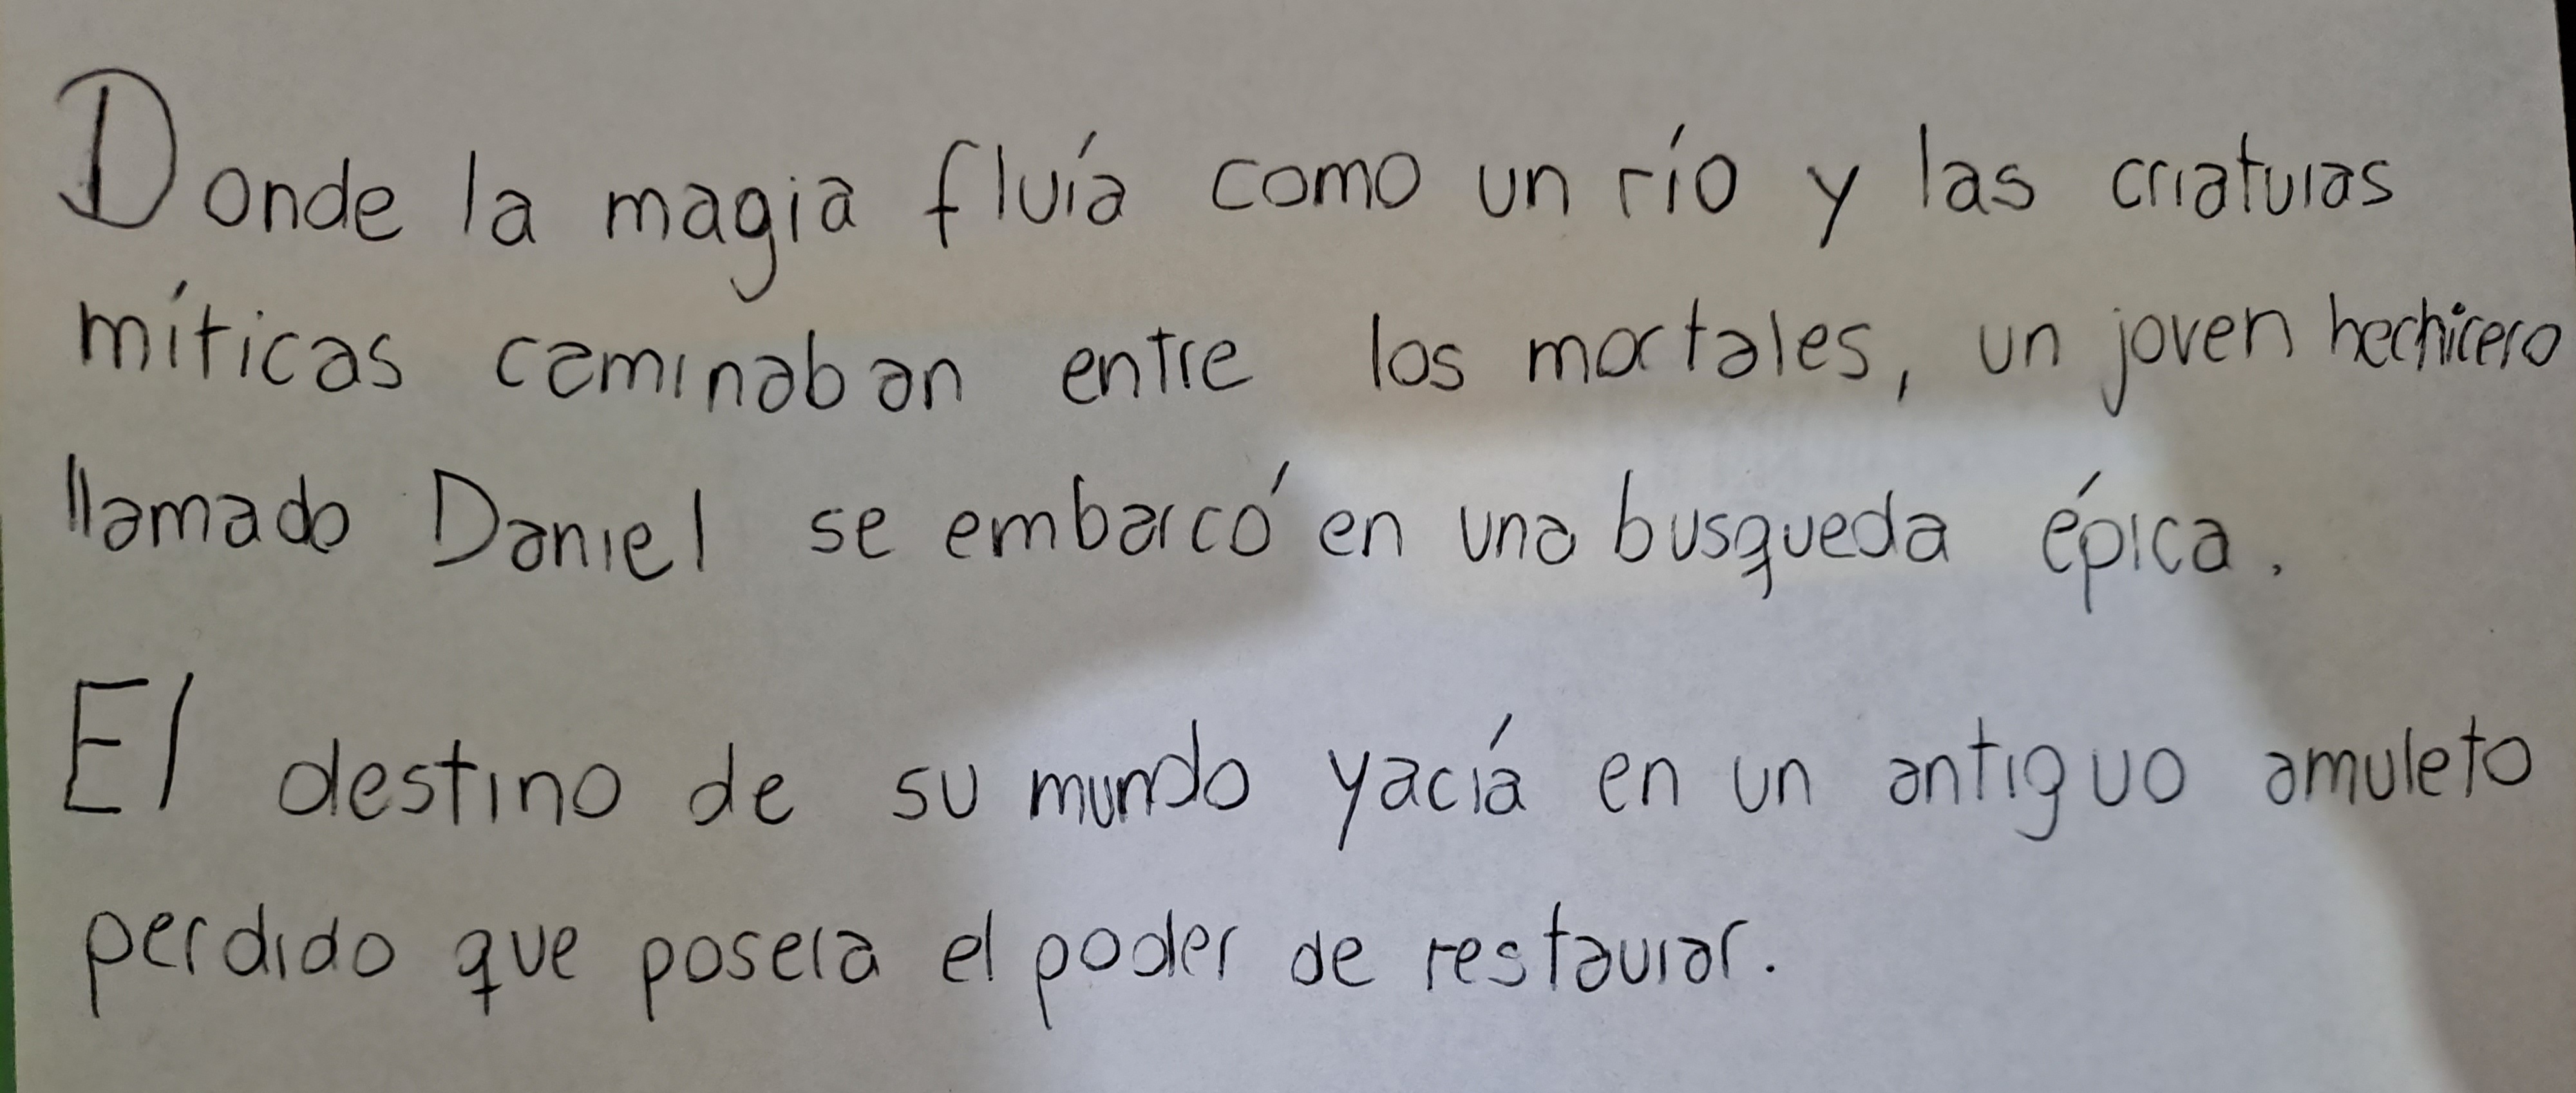 Donde la magia fluía como un río y las criaturas
míticas caminaban entre los mortales, un joven hechicero
llamado Daniel se embarcó en una busqueda épica.
El destino de su mundo yacía en un antiguo amuleto
perdido que poseia el poder de restaurar.